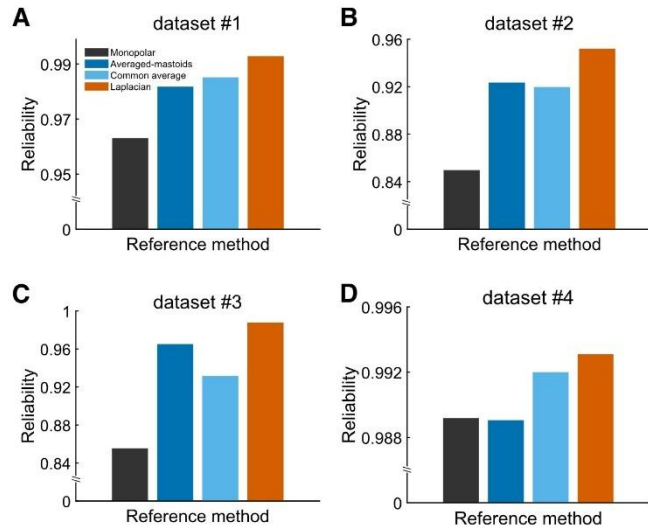 A
dataset #1
Reliability
0.99
0.97
0.95
0
Monopolar
Averaged-mastoids
Common average
Laplacian
Reference method
B
dataset #2
Reliability
0.96
0.92
0.88
0.84
0
Reference method
C
dataset #3
Reliability
1
0.96
0.92
0.88
0.84
0
Reference method
D
dataset #4
Reliability
0.996
0.992
0.988
0
Reference method